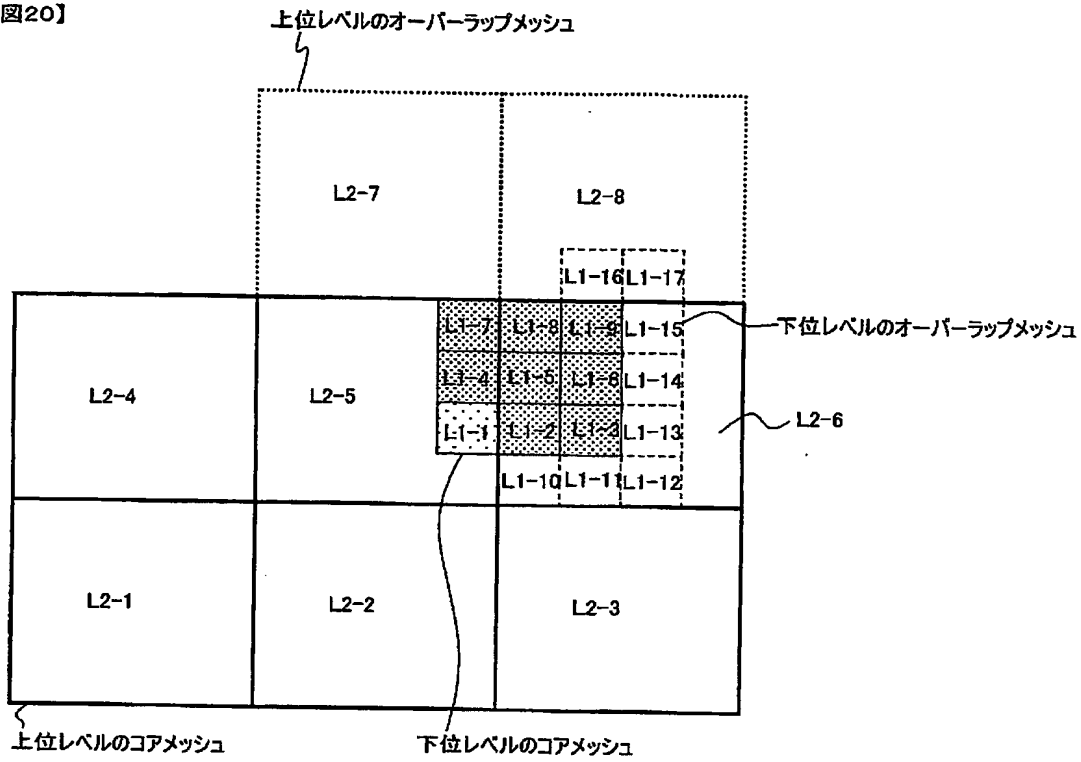 図20】
上位レベルのオーバーラップメッシュ
L2-7
L2-8
L1-16 L1-17
L1-7 L1-8 L1-9 L1-15
下位レベルのオーバーラップメッシュ
L2-4
L2-5
L1-4 L1-5 L1-6 L1-14
L2-6
L1-1 L1-2 L1-3 L1-13
L1-10 L1-11 L1-12
L2-1
L2-2
L2-3
上位レベルのコアメッシュ
下位レベルのコアメッシュ